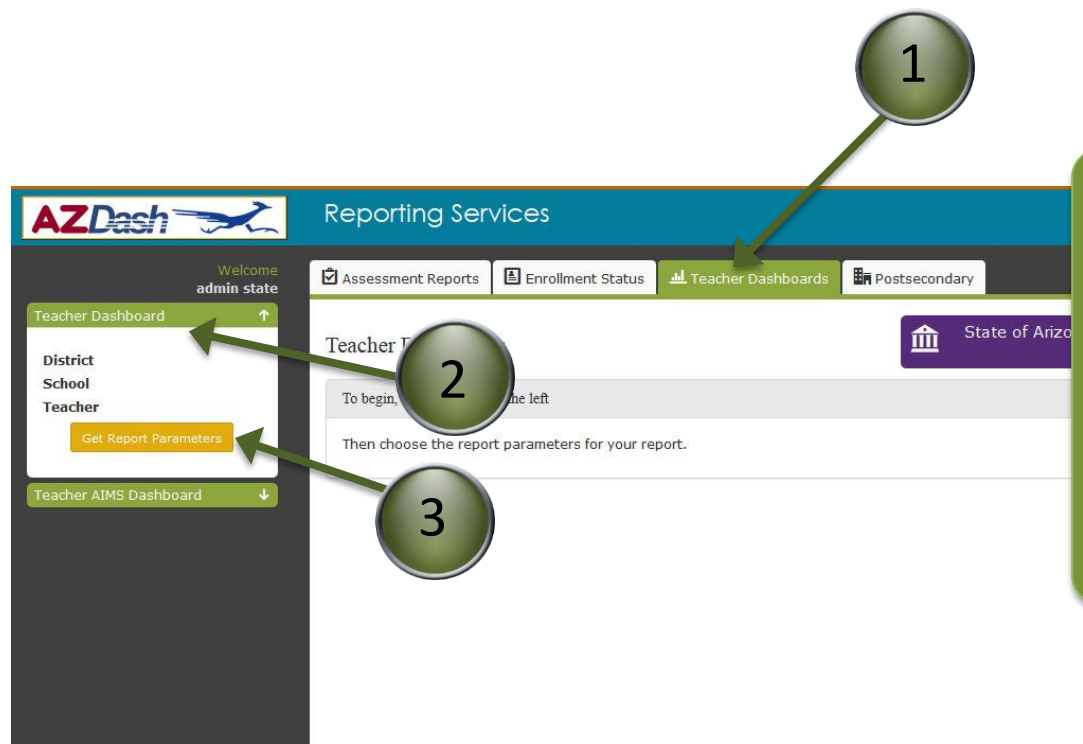 1
AZDash
Reporting Services
Welcome
admin state
Assessment Reports
Enrollment Status
Teacher Dashboards
Postsecondary
Teacher Dashboard
District
School
Teacher
Get Report Parameters
Teacher AIMS Dashboard
Teacher
State of Arizo
2
To begin, the left
Then choose the report parameters for your report.
3